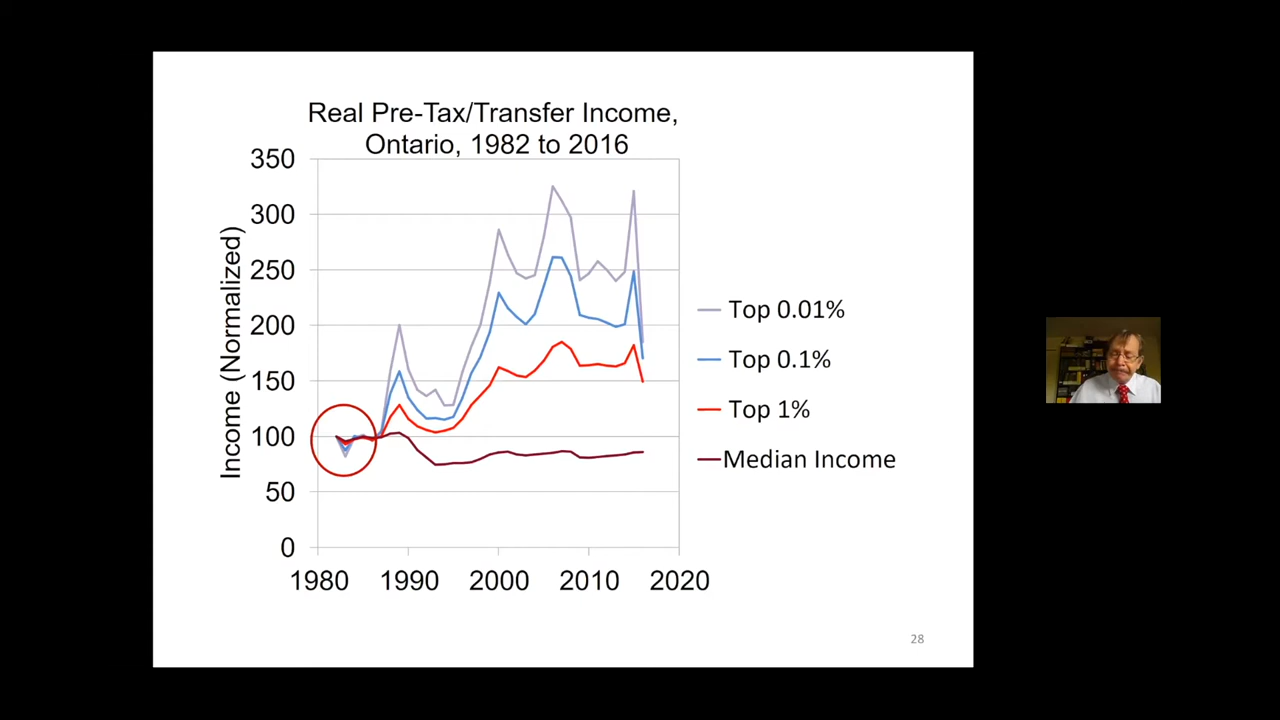 Real Pre-Tax/Transfer Income,
Ontario, 1982 to 2016
Income (Normalized)
350
300
250
200
150
100
50
0
1980 1990 2000 2010 2020
Top 0.01%
Top 0.1%
Top 1%
Median Income
28